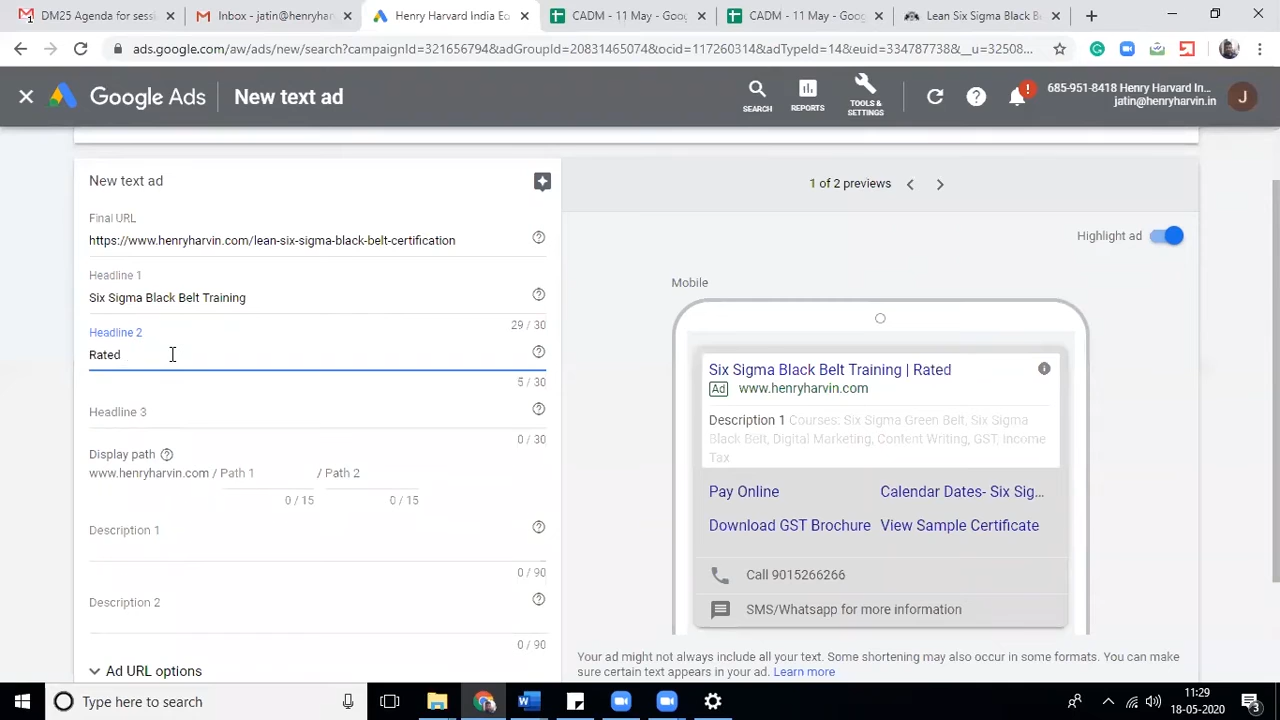 DM25 Agenda for sessi
Inbox - jatin@henryhar
Henry Harvard India Eo
CADM - 11 May - Goog
CADM - 11 May - Goog
Lean Six Sigma Black B
ads.google.com/aw/ads/new/search?campaignId=321656794&adGroupId=20831465074&ocid=117260314&adTypeId=14&euid=334787738&__u=32508...
Google Ads
New text ad
SEARCH
REPORTS
TOOLS &
SETTINGS
685-951-8418 Henry Harvard In...
jatin@henryharvin.in
J
New text ad
Final URL
https://www.henryharvin.com/lean-six-sigma-black-belt-certification
Headline 1
Six Sigma Black Belt Training
29 / 30
Headline 2
Rated
5 / 30
Headline 3
0 / 30
Display path
www.henryharvin.com / Path 1 / Path 2
0 / 15 0 / 15
Description 1
0 / 90
Description 2
0 / 90
Ad URL options
1 of 2 previews
Highlight ad
Mobile
Six Sigma Black Belt Training | Rated
Ad www.henryharvin.com
Description 1 Courses: Six Sigma Green Belt, Six Sigma
Black Belt, Digital Marketing, Content Writing, GST, Income
Tax
Pay Online Calendar Dates- Six Sig...
Download GST Brochure View Sample Certificate
Call 9015266266
SMS/Whatsapp for more information
Your ad might not always include all your text. Some shortening may also occur in some formats. You can make
sure certain text appears in your ad. Learn more
Type here to search
11:29
18-05-2020
3